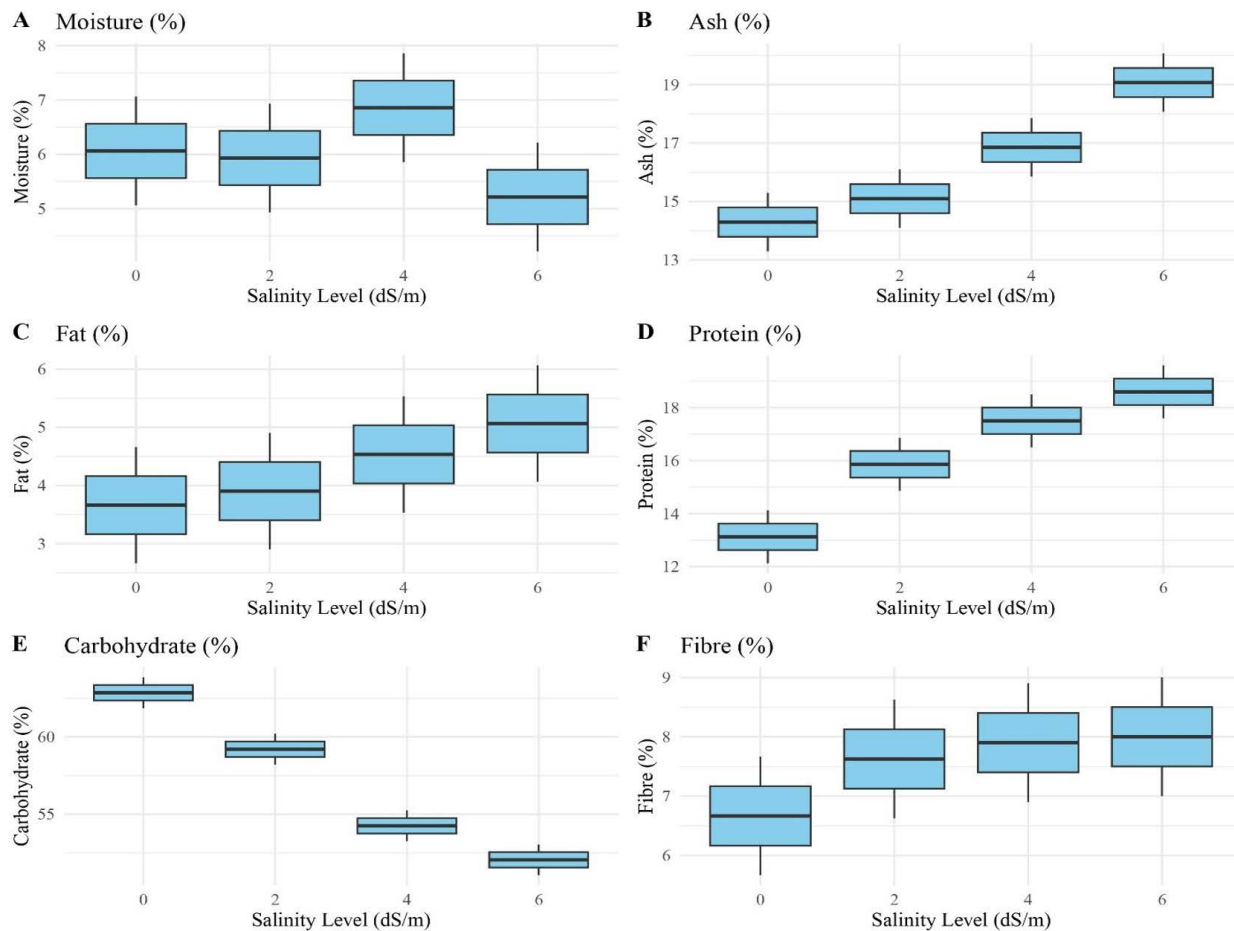 A Moisture (%)
8
7
6
5
Moisture (%)
0 2 4 6
Salinity Level (dS/m)
B Ash (%)
19
17
15
13
Ash (%)
0 2 4 6
Salinity Level (dS/m)
C Fat (%)
6
5
4
3
Fat (%)
0 2 4 6
Salinity Level (dS/m)
D Protein (%)
18
16
14
12
Protein (%)
0 2 4 6
Salinity Level (dS/m)
E Carbohydrate (%)
60
55
Carbohydrate (%)
0 2 4 6
Salinity Level (dS/m)
F Fibre (%)
9
8
7
6
Fibre (%)
0 2 4 6
Salinity Level (dS/m)